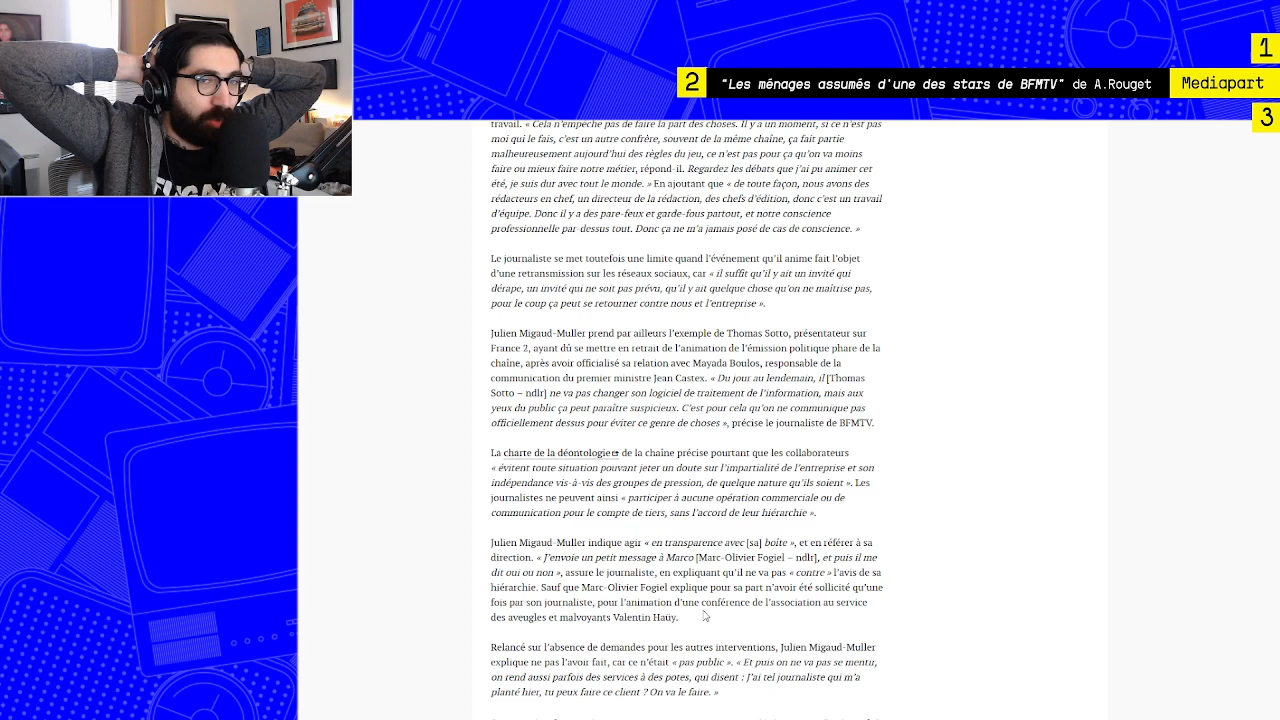 1
2 "Les ménages assumés d'une des stars de BFMTV" de A.Rouget Mediapart
3
travail. « Cela n'empêche pas de faire la part des choses. Il y a un moment, si ce n'est pas
moi qui le fais, c'est un autre confrère, souvent de la même chaîne, ça fait partie
malheureusement aujourd'hui des règles du jeu, ce n'est pas pour ça qu'on va moins
faire ou mieux faire notre métier, répond-il. Regardez les débats que j'ai pu animer cet
été, je suis dur avec tout le monde. » En ajoutant que « de toute façon, nous avons des
rédacteurs en chef, un directeur de la rédaction, des chefs d'édition, donc c'est un travail
d'équipe. Donc il y a des pare-feux et garde-fous partout, et notre conscience
professionnelle par-dessus tout. Donc ça ne m'a jamais posé de cas de conscience. »
Le journaliste se met toutefois une limite quand l'événement qu'il anime fait l'objet
d'une retransmission sur les réseaux sociaux, car « il suffit qu'il y ait un invité qui
dérape, un invité qui ne soit pas prévu, qu'il y ait quelque chose qu'on ne maîtrise pas,
pour le coup ça peut se retourner contre nous et l'entreprise ».
Julien Migaud-Muller prend par ailleurs l'exemple de Thomas Sotto, présentateur sur
France 2, ayant dû se mettre en retrait de l'animation de l'émission politique phare de la
chaîne, après avoir officialisé sa relation avec Mayada Boulos, responsable de la
communication du premier ministre Jean Castex. « Du jour au lendemain, il [Thomas
Sotto – ndlr] ne va pas changer son logiciel de traitement de l'information, mais aux
yeux du public ça peut paraître suspicieux. C'est pour cela qu'on ne communique pas
officiellement dessus pour éviter ce genre de choses », précise le journaliste de BFMTV.
La charte de la déontologie de la chaîne précise pourtant que les collaborateurs
« évitent toute situation pouvant jeter un doute sur l'impartialité de l'entreprise et son
indépendance vis-à-vis des groupes de pression, de quelque nature qu'ils soient ». Les
journalistes ne peuvent ainsi « participer à aucune opération commerciale ou de
communication pour le compte de tiers, sans l'accord de leur hiérarchie ».
Julien Migaud-Muller indique agir « en transparence avec [sa] boîte », et en référer à sa
direction. « J'envoie un petit message à Marco [Marc-Olivier Fogiel – ndlr], et puis il me
dit oui ou non », assure le journaliste, en expliquant qu'il ne va pas « contre » l'avis de sa
hiérarchie. Sauf que Marc-Olivier Fogiel explique pour sa part n'avoir été sollicité qu'une
fois par son journaliste, pour l'animation d'une conférence de l'association au service
des aveugles et malvoyants Valentin Haüy.
Relancé sur l'absence de demandes pour les autres interventions, Julien Migaud-Muller
explique ne pas l'avoir fait, car ce n'était « pas public ». « Et puis on ne va pas se mentir,
on rend aussi parfois des services à des potes, qui disent : J'ai tel journaliste qui m'a
planté hier, tu peux faire ce client ? On va le faire. »